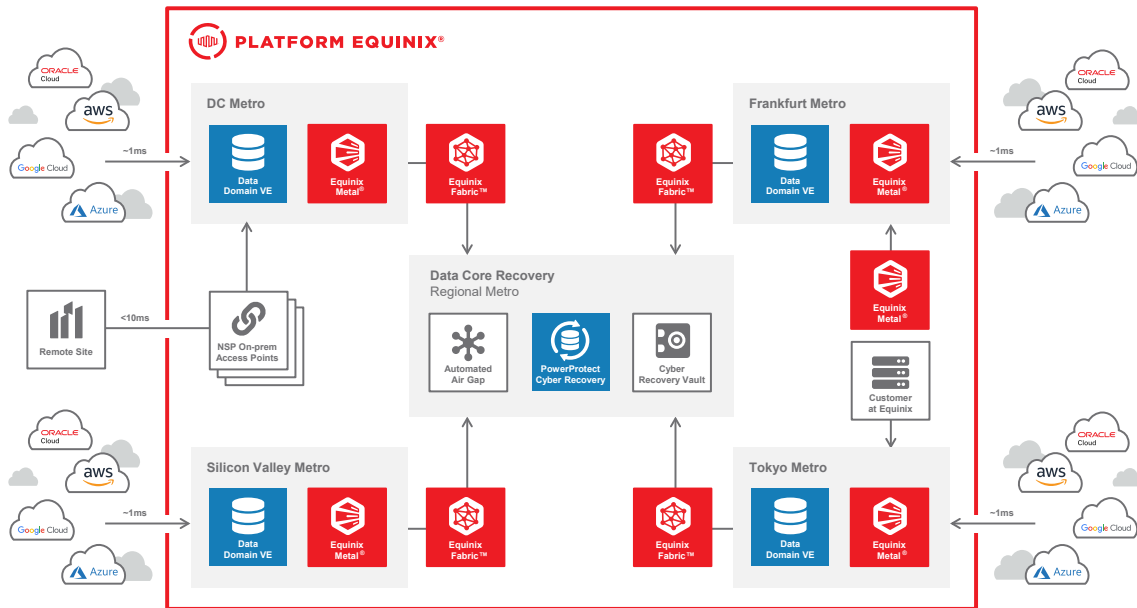 PLATFORM EQUINIX®
ORACLE
Cloud
aws
Google Cloud
Azure
~1ms
DC Metro
Data
Domain VE
Equinix
Metal®
Equinix
Fabric™
Equinix
Fabric™
Frankfurt Metro
Data
Domain VE
Equinix
Metal®
~1ms
ORACLE
Cloud
aws
Google Cloud
Azure
Remote Site
<10ms
NSP On-prem
Access Points
Data Core Recovery
Regional Metro
Automated
Air Gap
PowerProtect
Cyber Recovery
Cyber
Recovery Vault
Equinix
Metal®
Customer
at Equinix
ORACLE
Cloud
aws
Google Cloud
Azure
~1ms
Silicon Valley Metro
Data
Domain VE
Equinix
Metal®
Equinix
Fabric™
Equinix
Fabric™
Tokyo Metro
Data
Domain VE
Equinix
Metal®
~1ms
ORACLE
Cloud
aws
Google Cloud
Azure